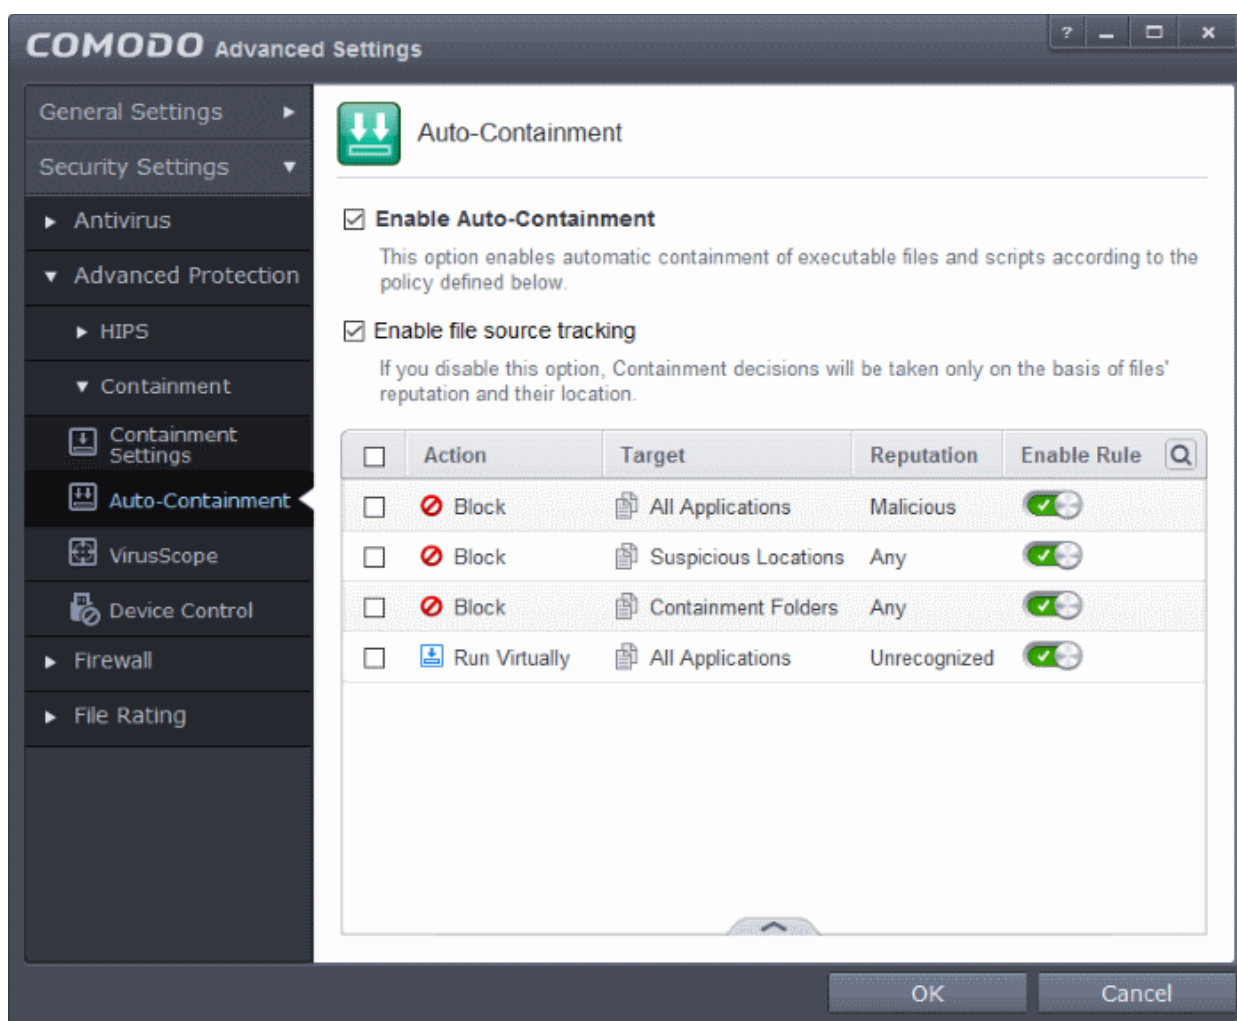 COMODO Advanced Settings
?
General Settings
Security Settings
Antivirus
Advanced Protection
HIPS
Containment
Containment
Settings
Auto-Containment
VirusScope
Device Control
Firewall
File Rating
Auto-Containment
Enable Auto-Containment
This option enables automatic containment of executable files and scripts according to the
policy defined below.
Enable file source tracking
If you disable this option, Containment decisions will be taken only on the basis of files'
reputation and their location.
Action Target Reputation Enable Rule
Block All Applications Malicious
Block Suspicious Locations Any
Block Containment Folders Any
Run Virtually All Applications Unrecognized
OK Cancel